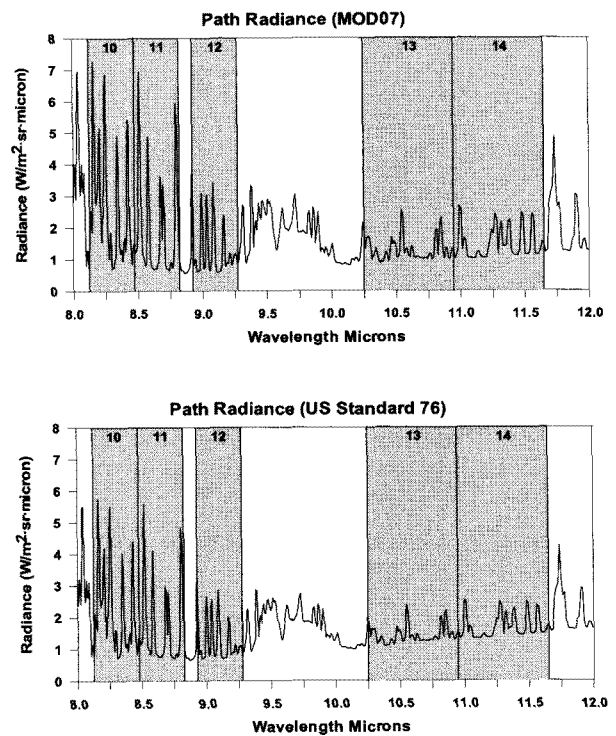 Path Radiance (MOD07)
10 11 12 13 14
8
7
6
5
4
3
2
1
0
Radiance (W/m²-sr-micron)
8.0 8.5 9.0 9.5 10.0 10.5 11.0 11.5 12.0
Wavelength Microns
Path Radiance (US Standard 76)
10 11 12 13 14
8
7
6
5
4
3
2
1
0
Radiance (W/m²-sr-micron)
8.0 8.5 9.0 9.5 10.0 10.5 11.0 11.5 12.0
Wavelength Microns